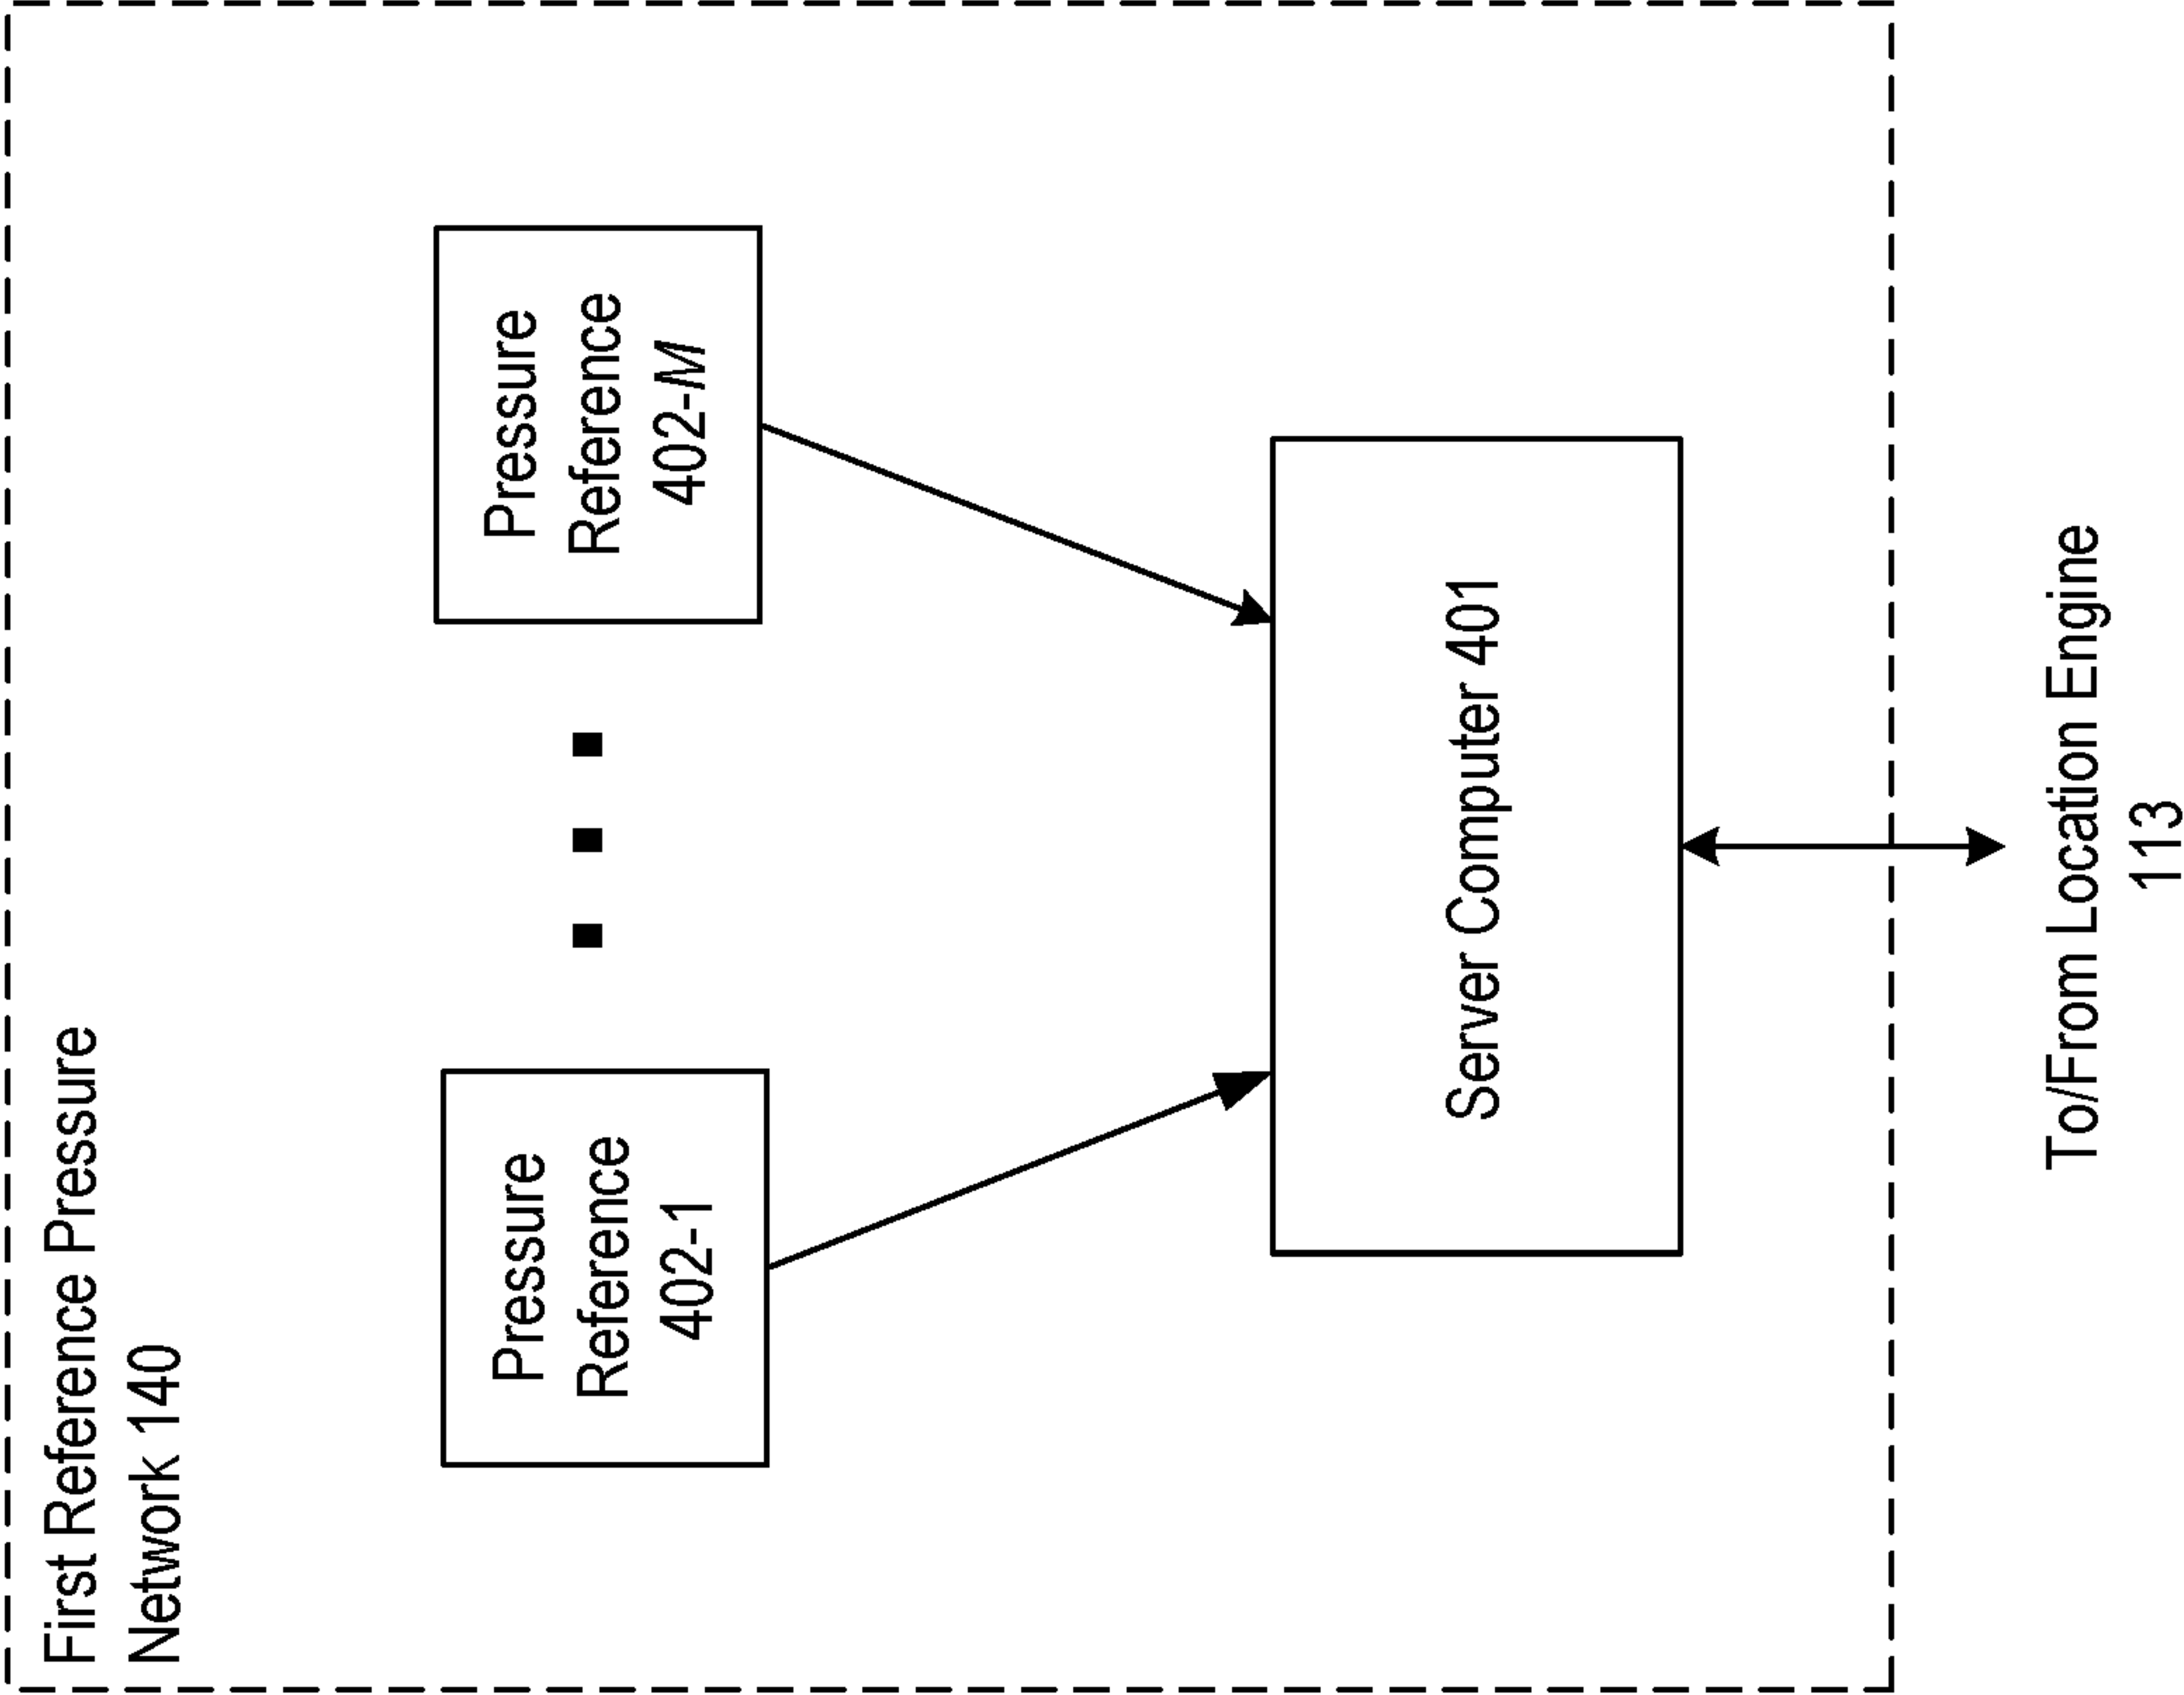 First Reference Pressure
Network 140
Pressure
Reference
402-1
Pressure
Reference
402-M
Server Computer 401
To/From Location Engine
113